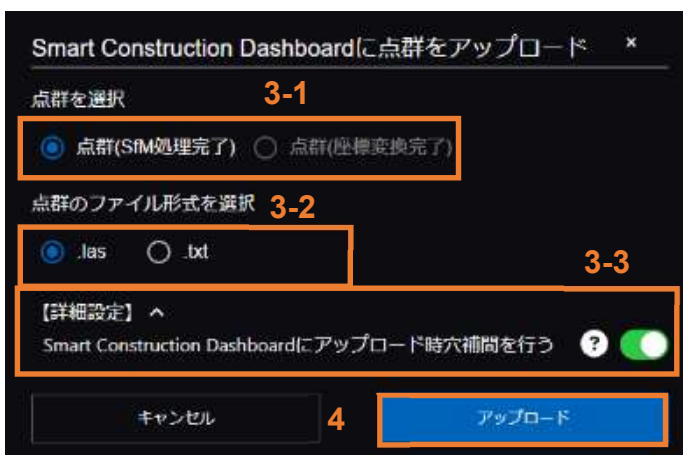 Smart Construction Dashboardに点群をアップロード ×
点群を選択 3-1
点群(SfM処理完了) 点群(座標変換完了)
点群のファイル形式を選択 3-2
.las .txt
3-3
【詳細設定】 ^
Smart Construction Dashboardにアップロード時穴補間を行う ?
キャンセル 4 アップロード